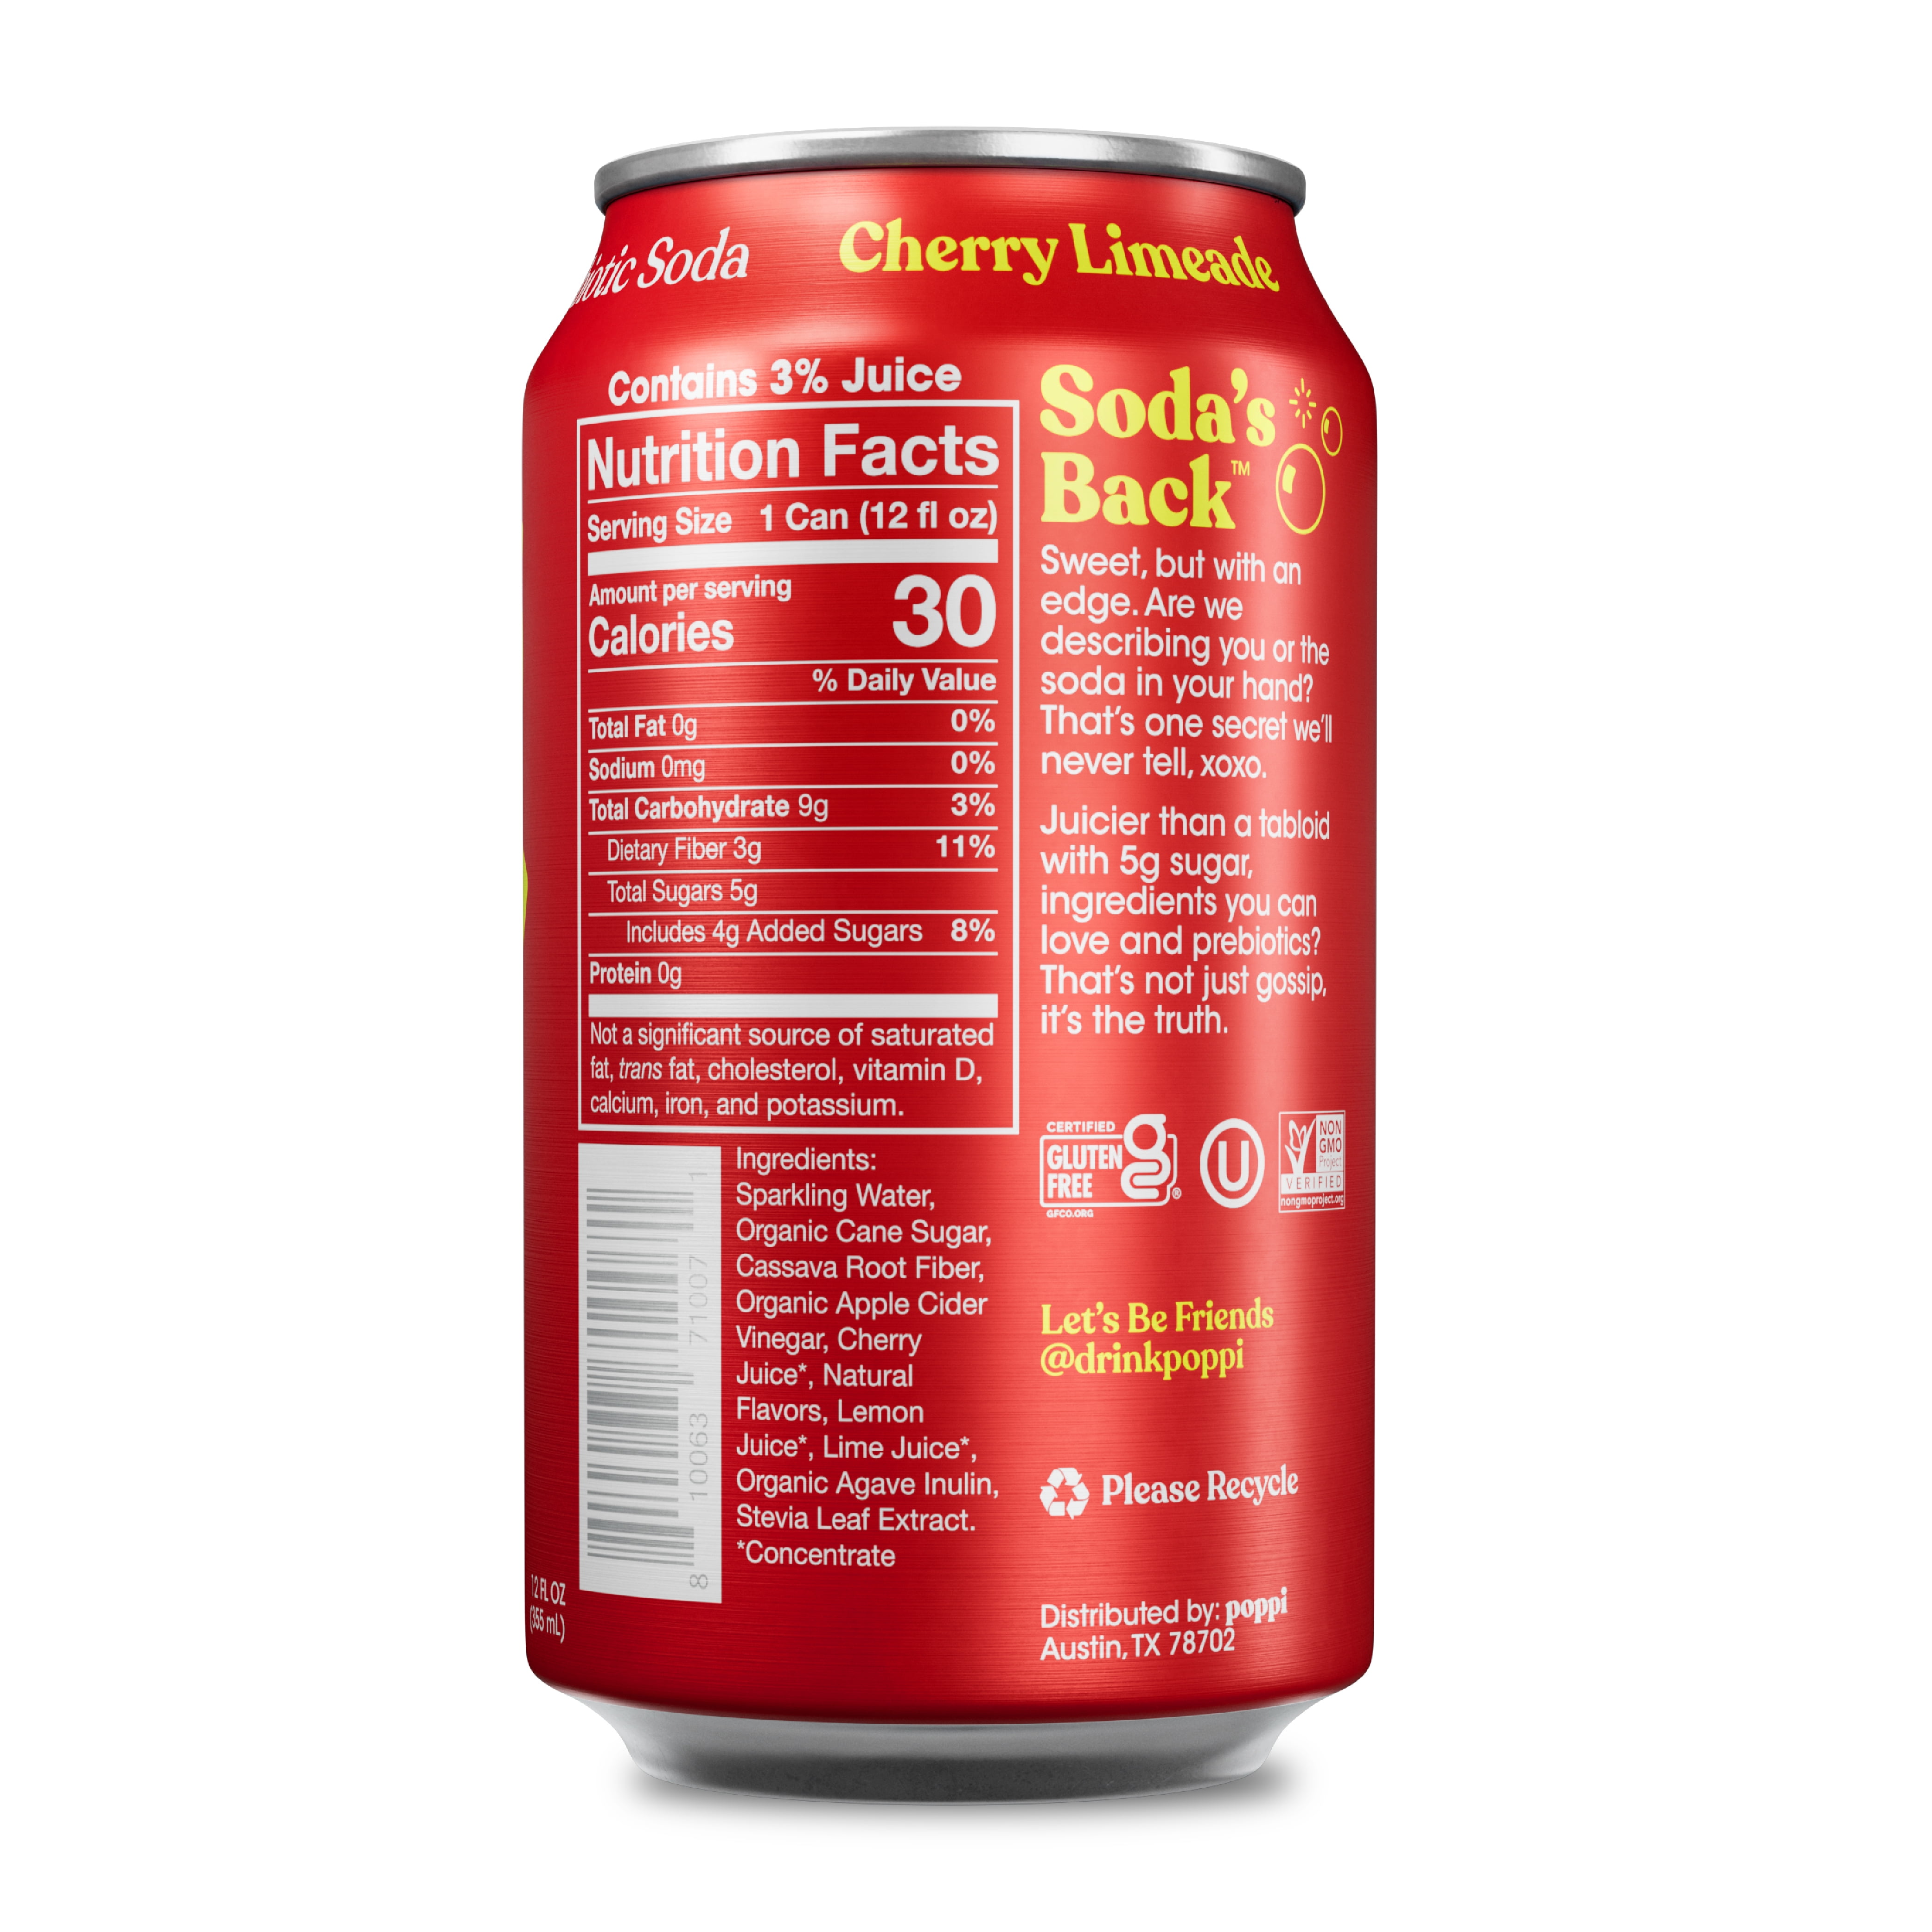 Soda
Cherry Limeade
Contains 3% Juice
Nutrition Facts
Serving Size 1 Can (12 fl oz)
Amount per serving
Calories 30
% Daily Value
Total Fat 0g 0%
Sodium 0mg 0%
Total Carbohydrate 9g 3%
Dietary Fiber 3g 11%
Total Sugars 5g
Includes 4g Added Sugars 8%
Protein 0g
Not a significant source of saturated
fat, trans fat, cholesterol, vitamin D,
calcium, iron, and potassium.
8 10063 71007 1
Ingredients:
Sparkling Water,
Organic Cane Sugar,
Cassava Root Fiber,
Organic Apple Cider
Vinegar, Cherry
Juice*, Natural
Flavors, Lemon
Juice*, Lime Juice*,
Organic Agave Inulin,
Stevia Leaf Extract.
*Concentrate
12 FL OZ
(355 mL)
Soda's
Back™
Sweet, but with an
edge. Are we
describing you or the
soda in your hand?
That's one secret we'll
never tell, xoxo.
Juicier than a tabloid
with 5g sugar,
ingredients you can
love and prebiotics?
That's not just gossip,
it's the truth.
CERTIFIED
GLUTEN
FREE
®
GFCO.ORG
U
NON
GMO
Project
VERIFIED
nongmoproject.org
Let's Be Friends
@drinkpoppi
Please Recycle
Distributed by: poppi
Austin, TX 78702